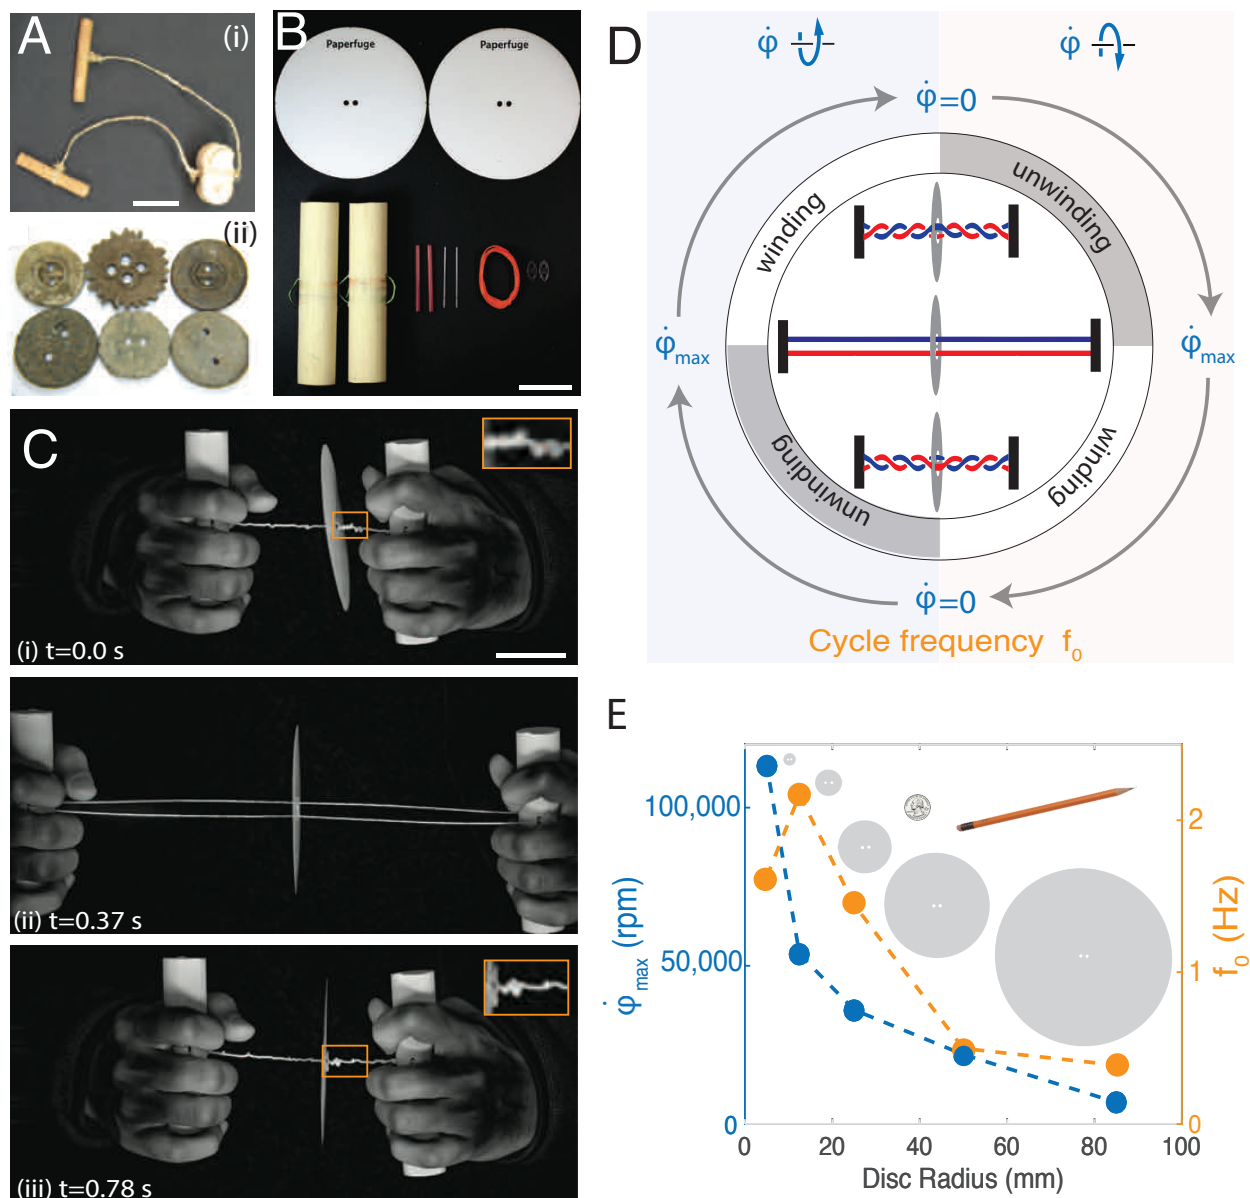 A
(i)
(ii)
B
Paperfuge
Paperfuge
C
(i) t=0.0 s
(ii) t=0.37 s
(iii) t=0.78 s
D
φ̇
φ̇
φ̇=0
winding
unwinding
φ̇max
φ̇max
unwinding
winding
φ̇=0
Cycle frequency f₀
E
100,000
50,000
0
φ̇max (rpm)
2
1
0
f₀ (Hz)
0 20 40 60 80 100
Disc Radius (mm)